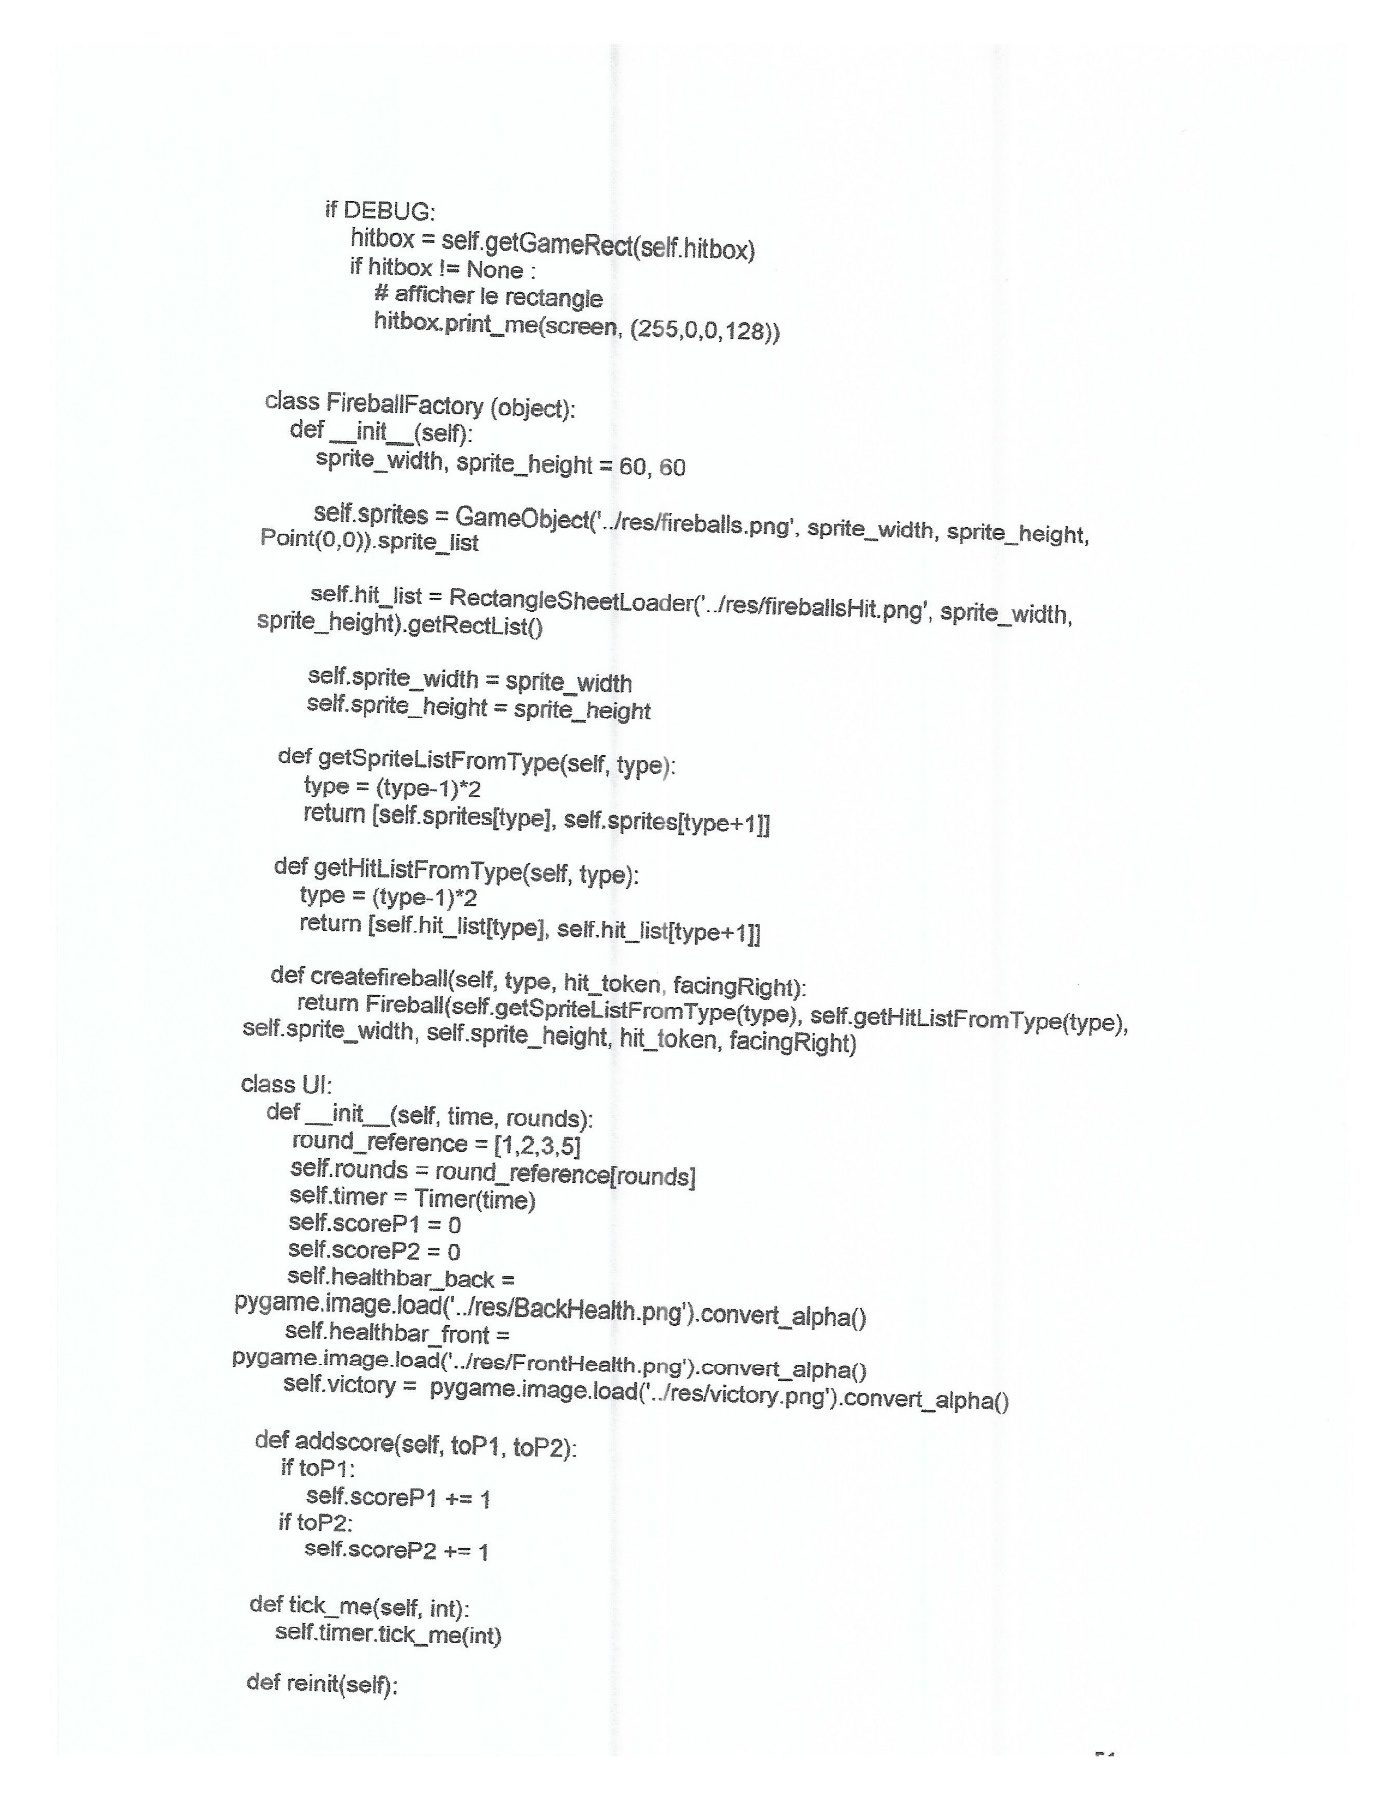 if DEBUG:
hitbox = self.getGameRect(self.hitbox)
if hitbox != None :
# afficher le rectangle
hitbox.print_me(screen, (255,0,0,128))
class FireballFactory (object):
def __init__(self):
sprite_width, sprite_height = 60, 60
self.sprites = GameObject('../res/fireballs.png', sprite_width, sprite_height,
Point(0,0)).sprite_list
self.hit_list = RectangleSheetLoader('../res/fireballsHit.png', sprite_width,
sprite_height).getRectList()
self.sprite_width = sprite_width
self.sprite_height = sprite_height
def getSpriteListFromType(self, type):
type = (type-1)*2
return [self.sprites[type], self.sprites[type+1]]
def getHitListFromType(self, type):
type = (type-1)*2
return [self.hit_list[type], self.hit_list[type+1]]
def createfireball(self, type, hit_token, facingRight):
return Fireball(self.getSpriteListFromType(type), self.getHitListFromType(type),
self.sprite_width, self.sprite_height, hit_token, facingRight)
class UI:
def __init__(self, time, rounds):
round_reference = [1,2,3,5]
self.rounds = round_reference[rounds]
self.timer = Timer(time)
self.scoreP1 = 0
self.scoreP2 = 0
self.healthbar_back =
pygame.image.load('../res/BackHealth.png').convert_alpha()
self.healthbar_front =
pygame.image.load('../res/FrontHealth.png').convert_alpha()
self.victory = pygame.image.load('../res/victory.png').convert_alpha()
def addscore(self, toP1, toP2):
if toP1:
self.scoreP1 += 1
if toP2:
self.scoreP2 += 1
def tick_me(self, int):
self.timer.tick_me(int)
def reinit(self):